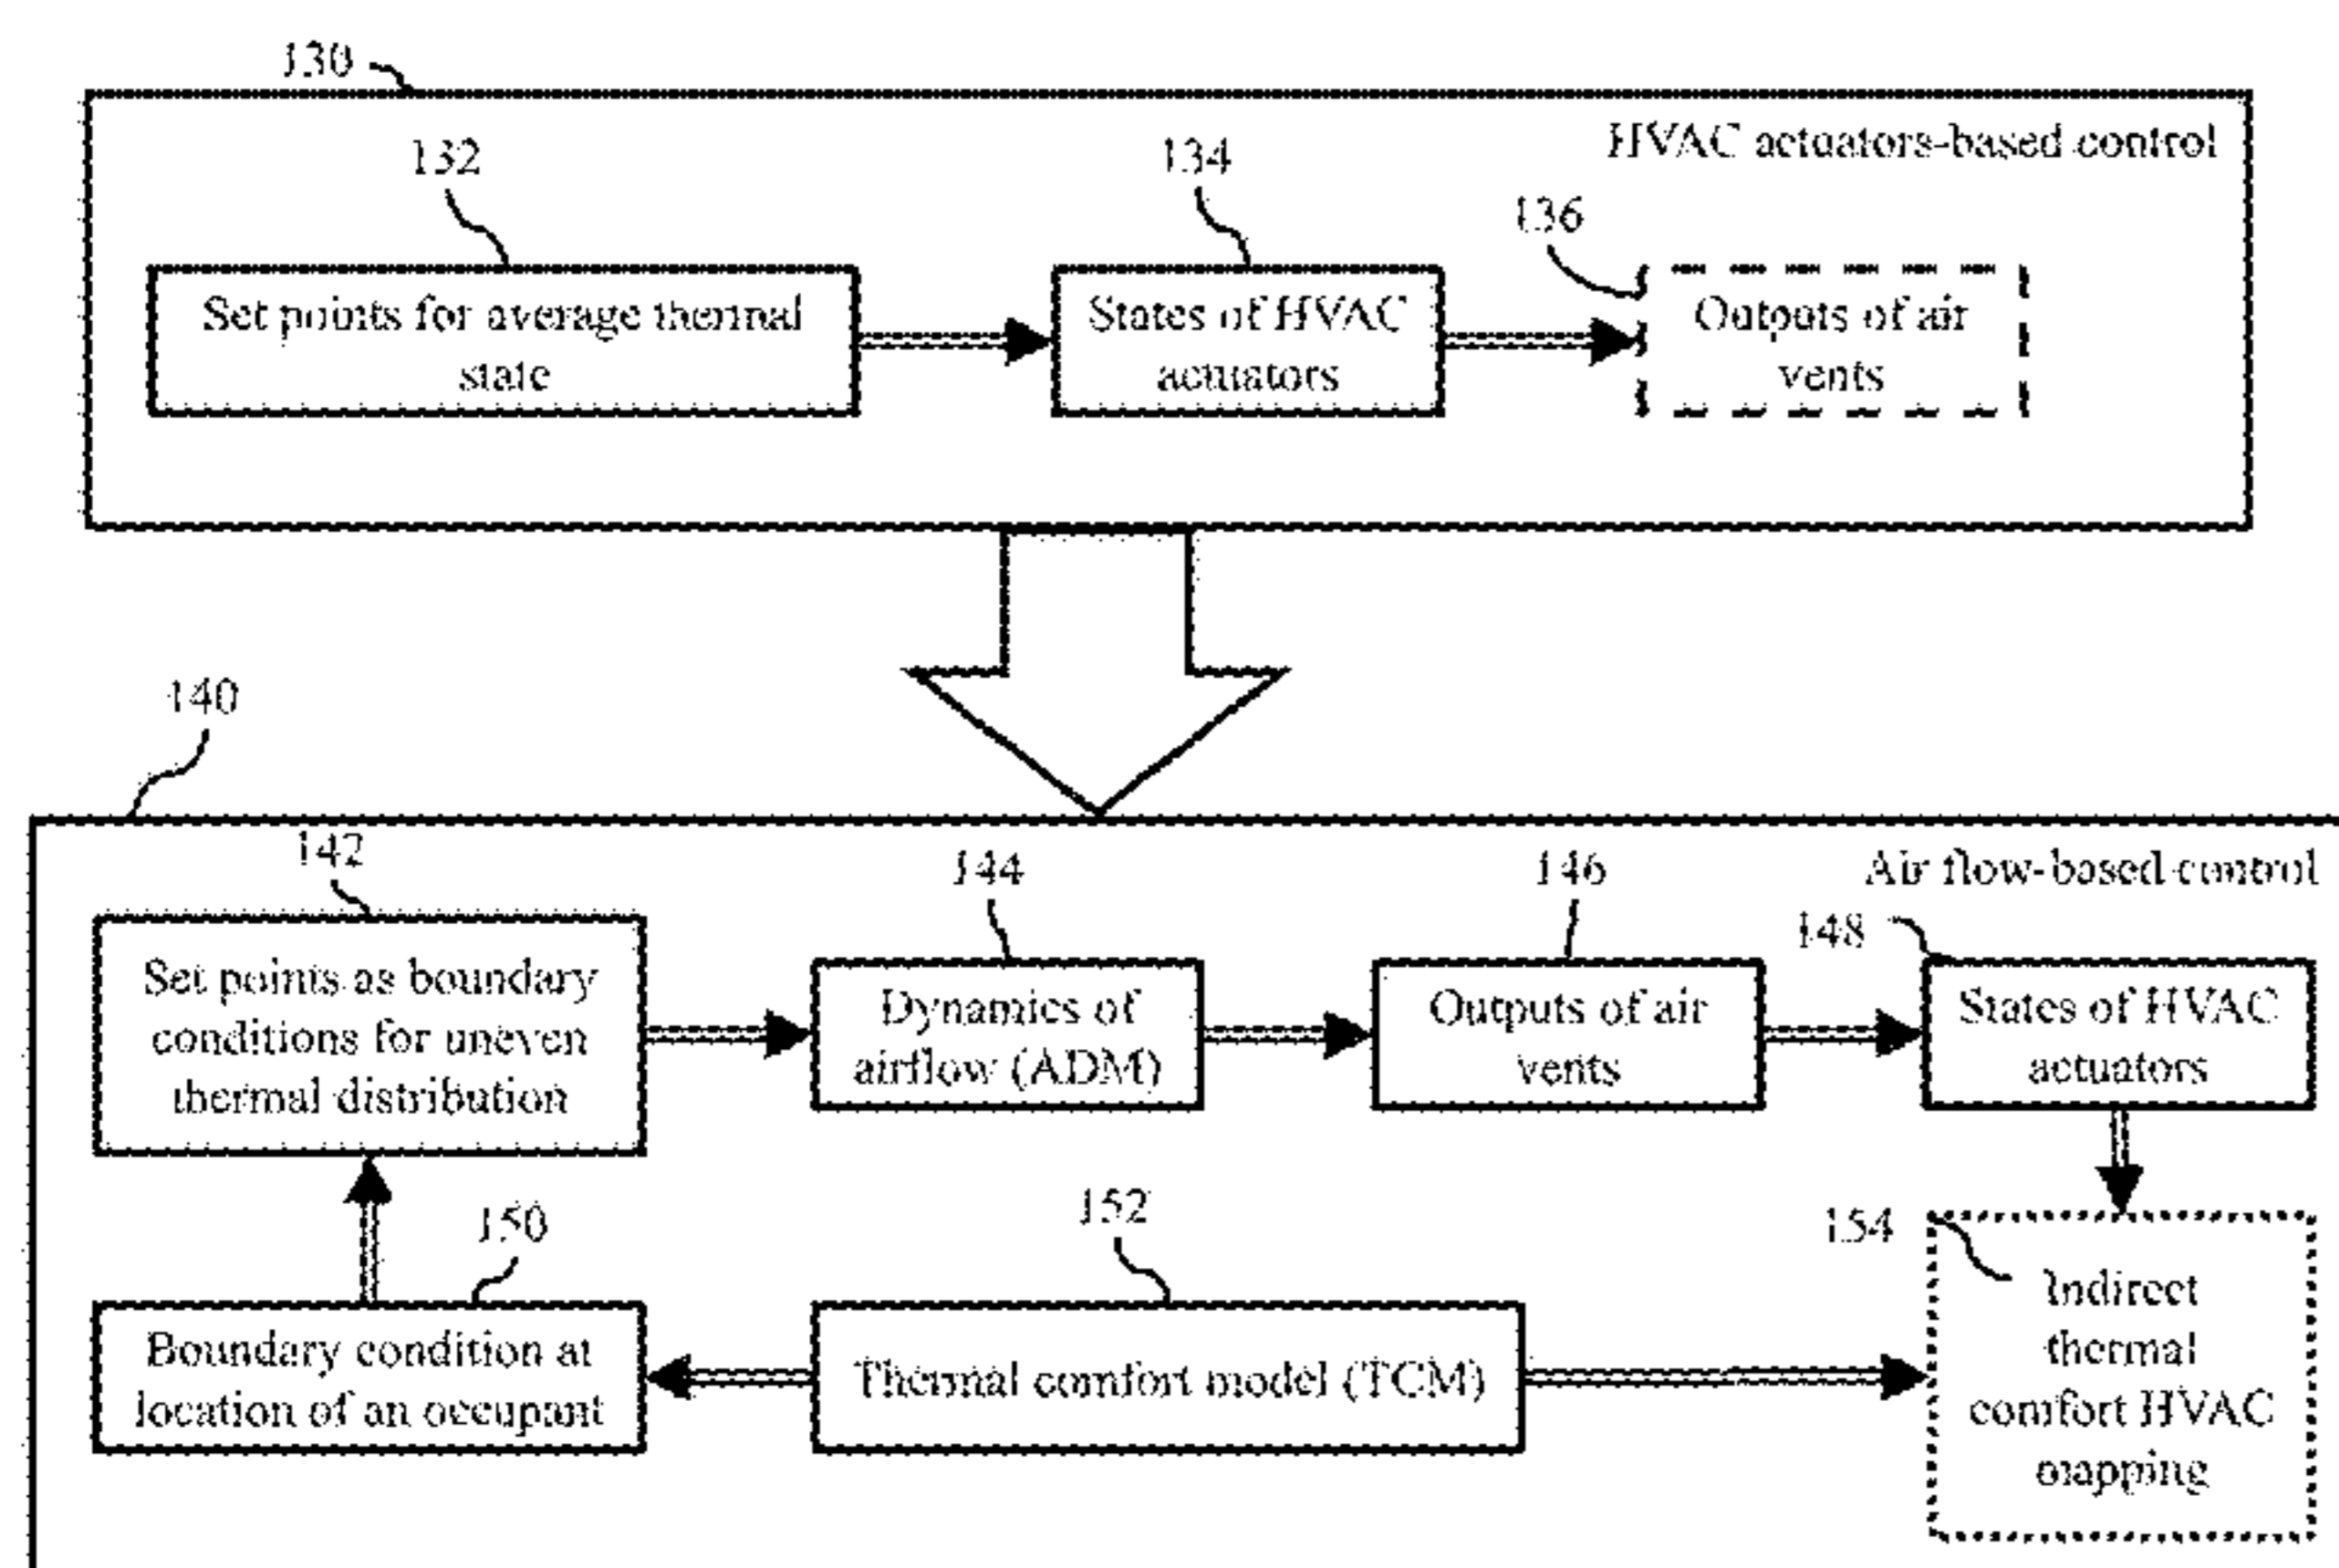 130
HVAC actuators-based control
132
134
136
Set points for average thermal
state
States of HVAC
actuators
Outputs of air
vents
140
Air flow-based control
142
144
146
148
Set points as boundary
conditions for uneven
thermal distribution
Dynamics of
airflow (ADM)
Outputs of air
vents
States of HVAC
actuators
150
152
154
Boundary condition at
location of an occupant
Thermal comfort model (TCM)
Indirect
thermal
comfort HVAC
mapping